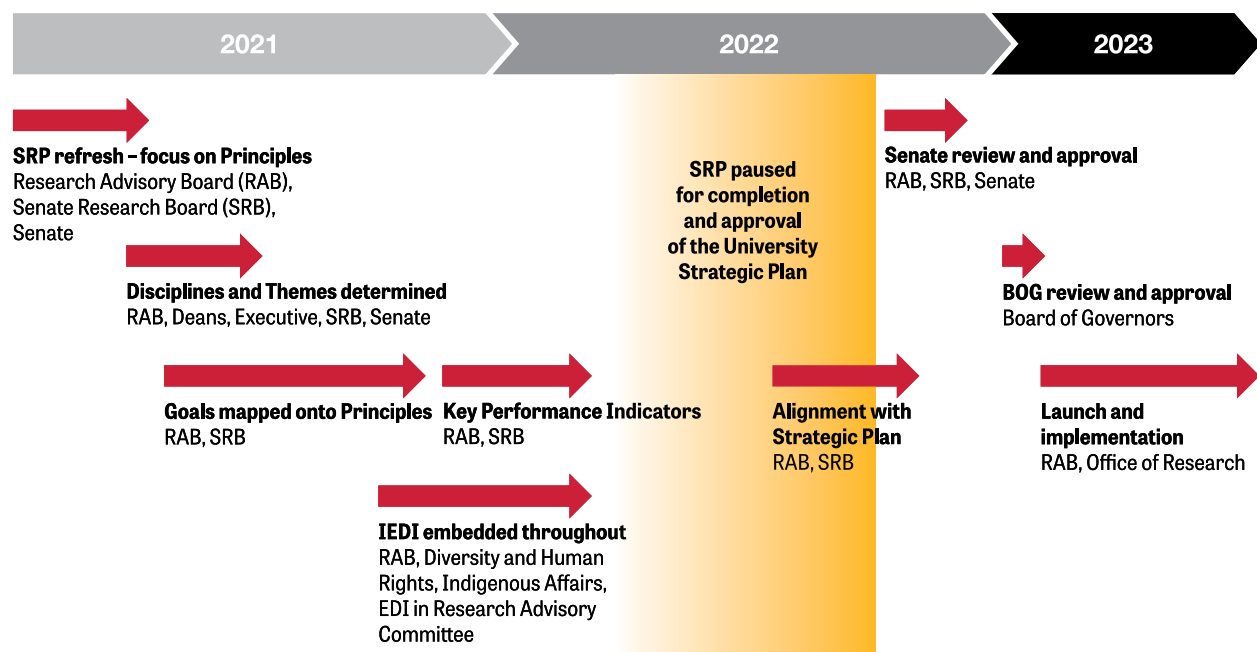 2021
2022
2023
SRP refresh – focus on Principles
Research Advisory Board (RAB),
Senate Research Board (SRB),
Senate
Disciplines and Themes determined
RAB, Deans, Executive, SRB, Senate
Goals mapped onto Principles
RAB, SRB
Key Performance Indicators
RAB, SRB
IEDI embedded throughout
RAB, Diversity and Human
Rights, Indigenous Affairs,
EDI in Research Advisory
Committee
SRP paused
for completion
and approval
of the University
Strategic Plan
Alignment with
Strategic Plan
RAB, SRB
Senate review and approval
RAB, SRB, Senate
BOG review and approval
Board of Governors
Launch and
implementation
RAB, Office of Research